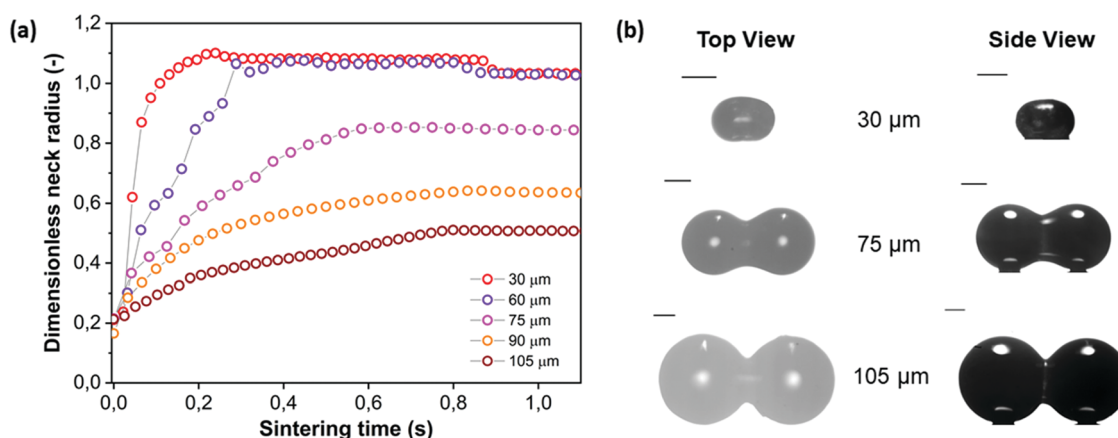 (a)
Dimensionless neck radius (-)
1,2
1,0
0,8
0,6
0,4
0,2
0,0
30 μm
60 μm
75 μm
90 μm
105 μm
0,0 0,2 0,4 0,6 0,8 1,0
Sintering time (s)
(b)
Top View Side View
30 μm
75 μm
105 μm